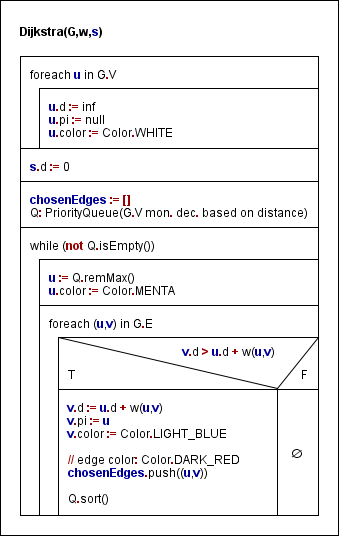 Dijkstra(G,w,s)
foreach u in G.V
u.d := inf
u.pi := null
u.color := Color.WHITE
s.d := 0
chosenEdges := []
Q: PriorityQueue(G.V mon. dec. based on distance)
while (not Q.isEmpty())
u := Q.remMax()
u.color := Color.MENTA
foreach (u,v) in G.E
v.d > u.d + w(u,v)
T F
v.d := u.d + w(u,v)
v.pi := u
v.color := Color.LIGHT_BLUE
// edge color: Color.DARK_RED
chosenEdges.push((u,v))
∅
Q.sort()